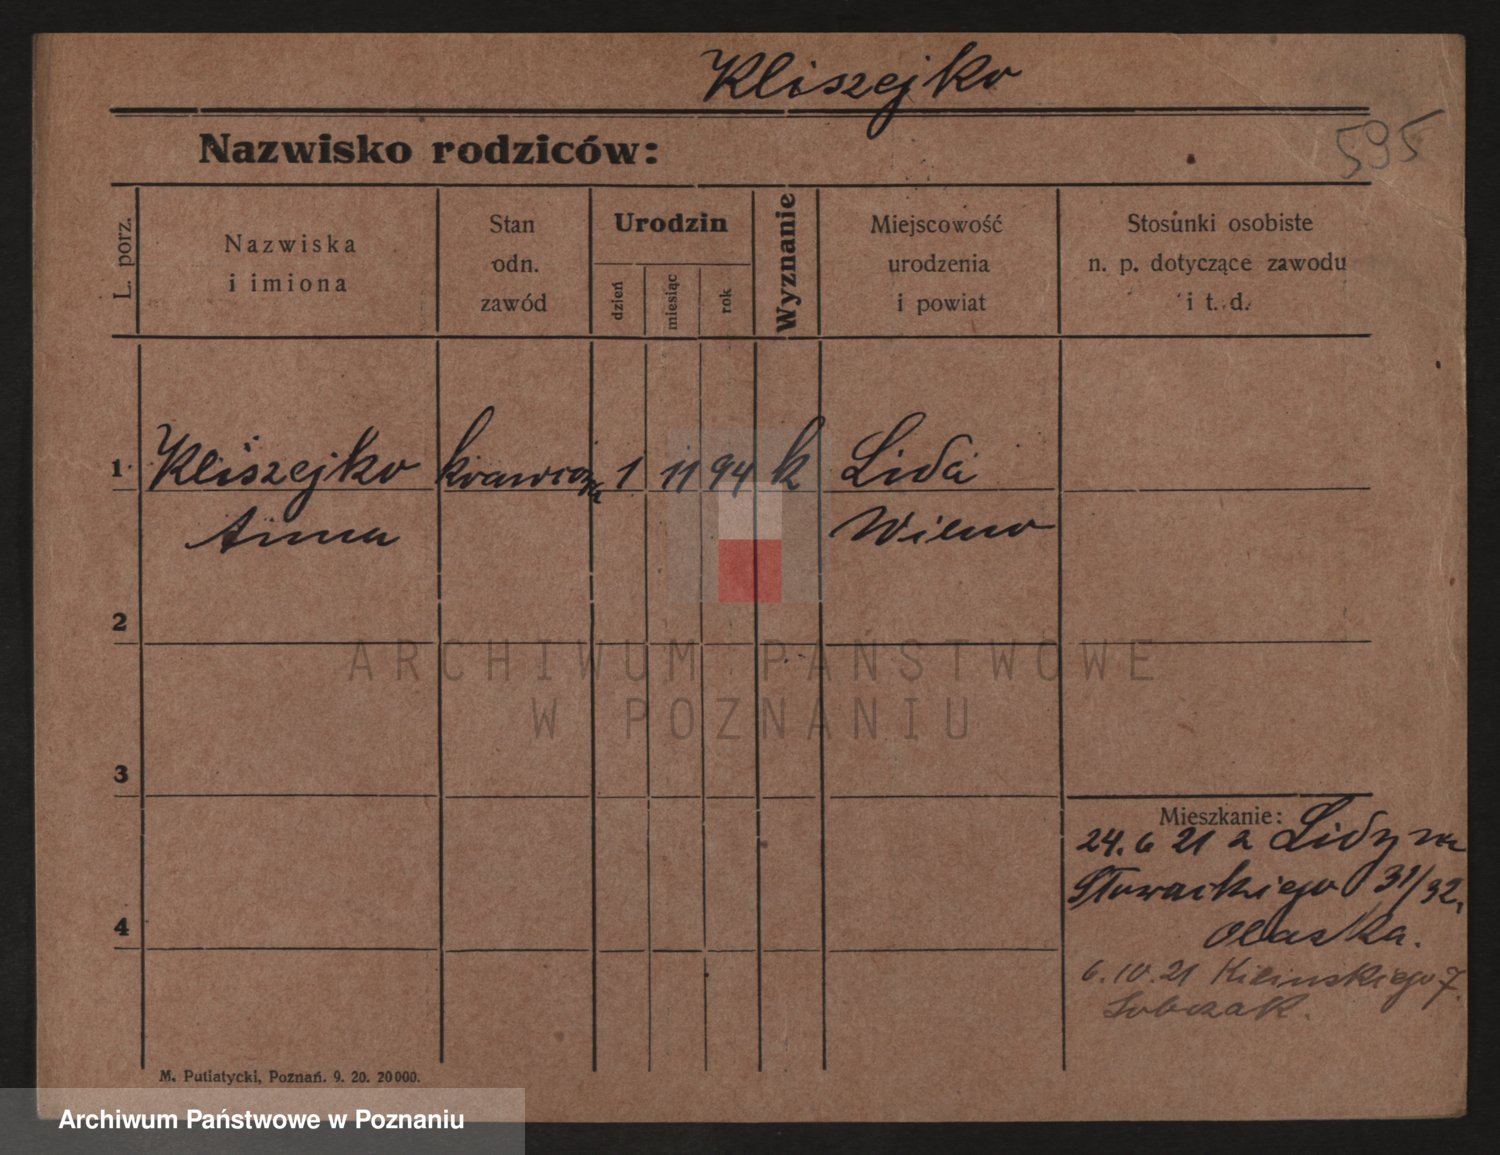 Kliszejko
595
Nazwisko rodziców:
L. porz.
Nazwiska
i imiona
Stan
odn.
zawód
Urodzin
dzień
miesiąc
rok
Wyznanie
Miejscowość
urodzenia
i powiat
Stosunki osobiste
n. p. dotyczące zawodu
i t. d.
1 Kliszejko krawcowa 1 11 94 k Lida
Anna Wilno
2
ARCHIWUM PAŃSTWOWE
W POZNANIU
3
Mieszkanie:
24. 6 21 z Lidy na
Słowackiego 31/32.
4
6. 10. 21 Kilinskiego 7.
Sobczak.
M. Putiatycki, Poznań. 9. 20. 20000.
Archiwum Państwowe w Poznaniu